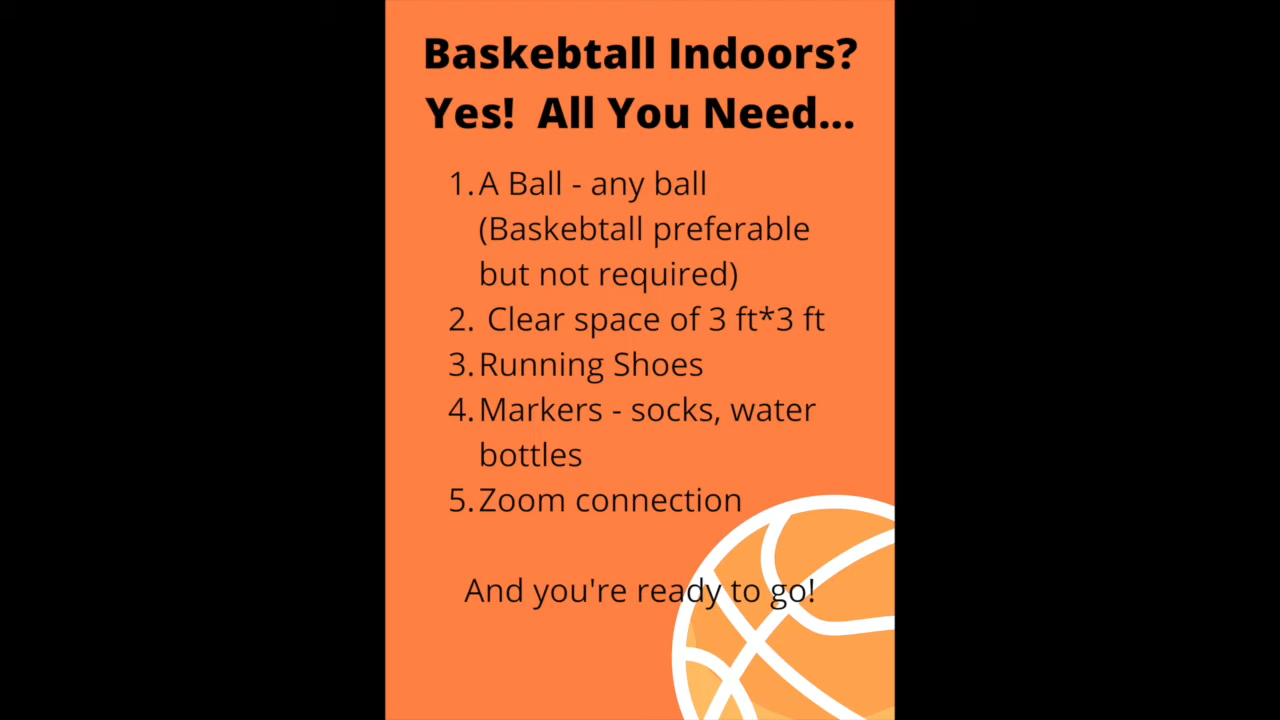 Baskebtall Indoors?
Yes!  All You Need...
1. A Ball - any ball
(Baskebtall preferable
but not required)
2.  Clear space of 3 ft*3 ft
3. Running Shoes
4. Markers - socks, water
bottles
5. Zoom connection
And you're ready to go!